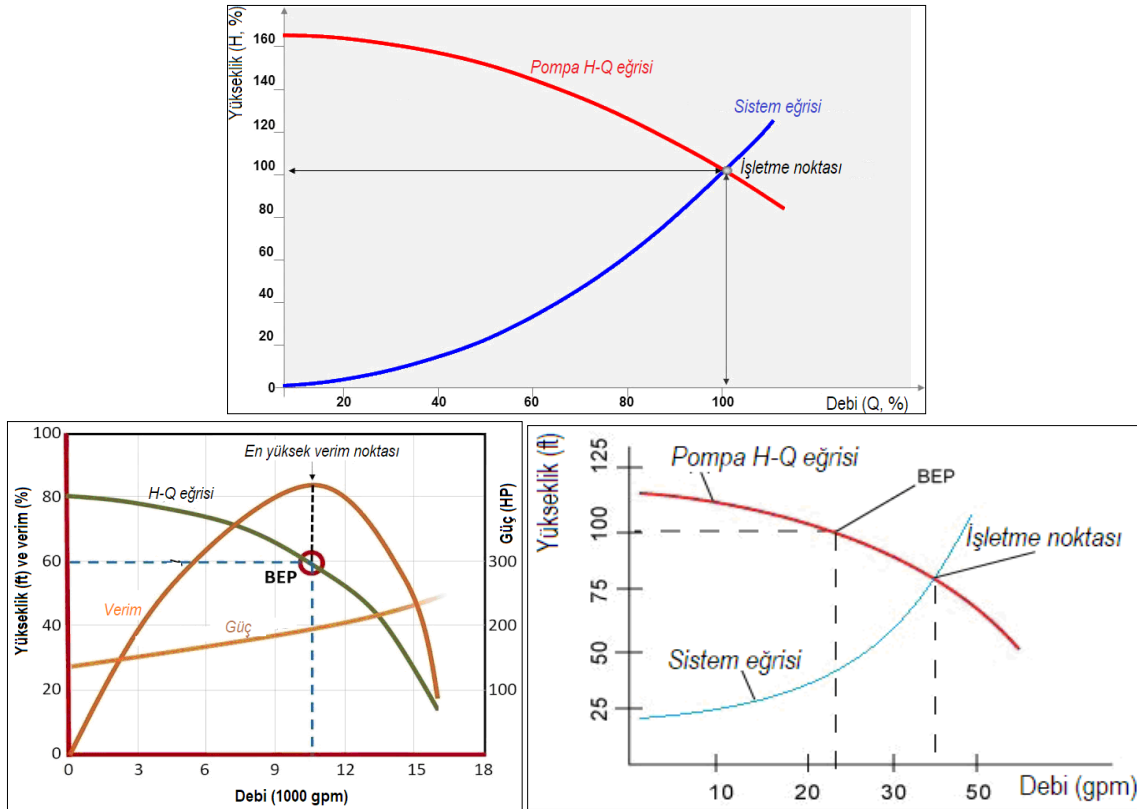 Yükseklik (H, %)
160
140
120
100
80
60
40
20
0
Pompa H-Q eğrisi
Sistem eğrisi
İşletme noktası
20
40
60
80
100
Debi (Q, %)
Yükseklik (ft) ve verim (%)
100
80
60
40
20
0
En yüksek verim noktası
H-Q eğrisi
BEP
Verim
Güç
Güç (HP)
300
200
100
0
3
6
9
12
15
18
Debi (1000 gpm)
Yükseklik (ft)
125
100
75
50
25
Pompa H-Q eğrisi
BEP
İşletme noktası
Sistem eğrisi
10
20
30
40
50
Debi (gpm)